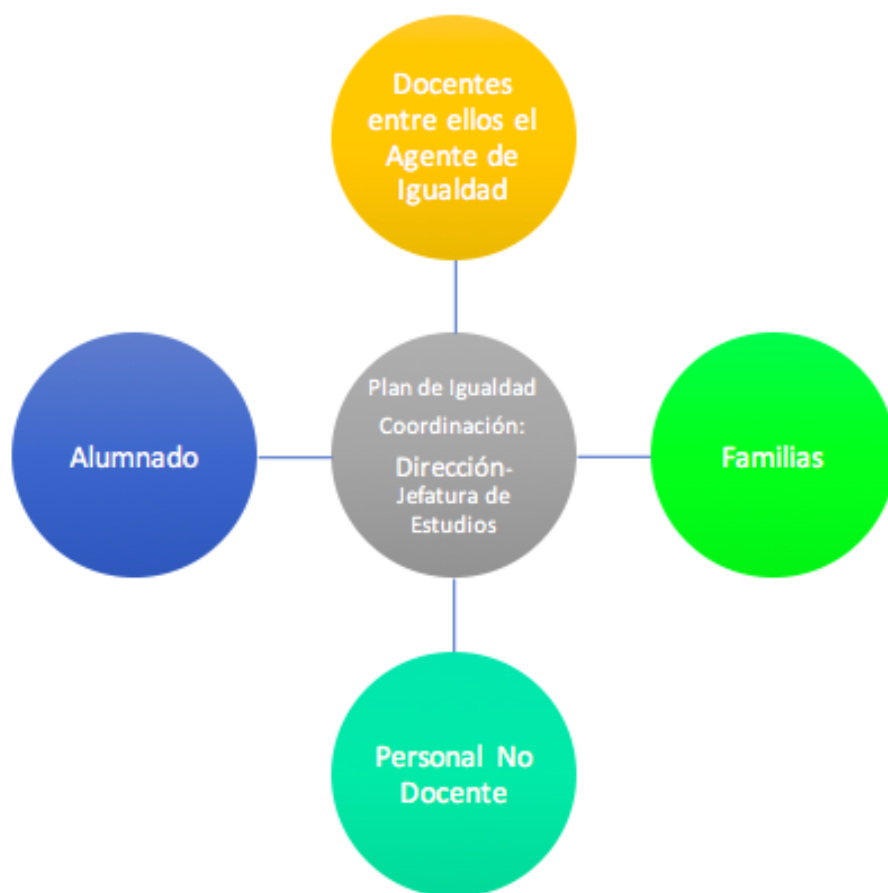 Docentes
entre ellos el
Agente de
Igualdad
Alumnado
Plan de Igualdad
Coordinación:
Dirección-
Jefatura de
Estudios
Familias
Personal No
Docente